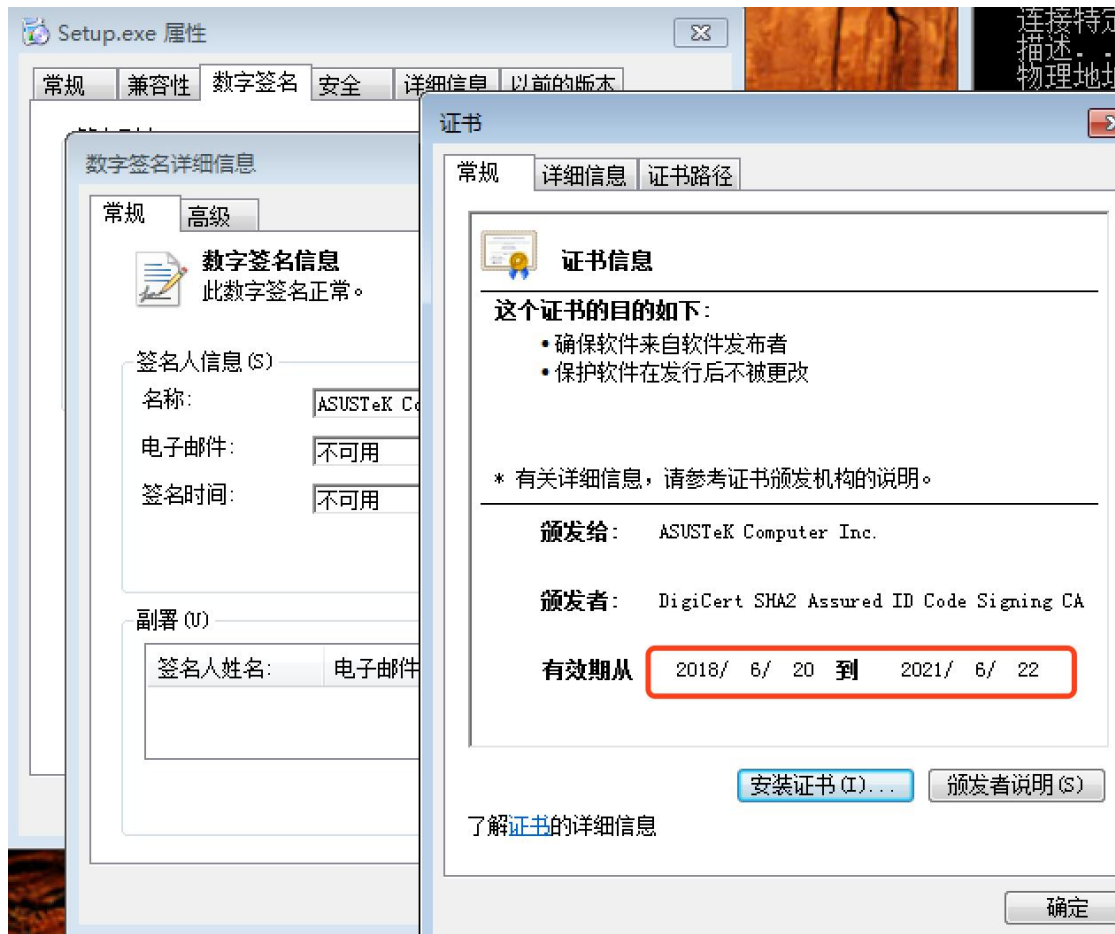 Setup.exe 属性
常规 兼容性 数字签名 安全 详细信息 以前的版本
数字签名详细信息
常规 高级
数字签名信息
此数字签名正常。
签名人信息(S)
名称: ASUSTeK
电子邮件: 不可用
签名时间: 不可用
副署(U)
签名人姓名: 电子邮件
证书
常规 详细信息 证书路径
证书信息
这个证书的目的如下:
•确保软件来自软件发布者
•保护软件在发行后不被更改
* 有关详细信息，请参考证书颁发机构的说明。
颁发给: ASUSTeK Computer Inc.
颁发者: DigiCert SHA2 Assured ID Code Signing CA
有效期从 2018/ 6/ 20 到 2021/ 6/ 22
安装证书(I)... 颁发者说明(S)
了解证书的详细信息
确定
连接特定
描述. .
物理地